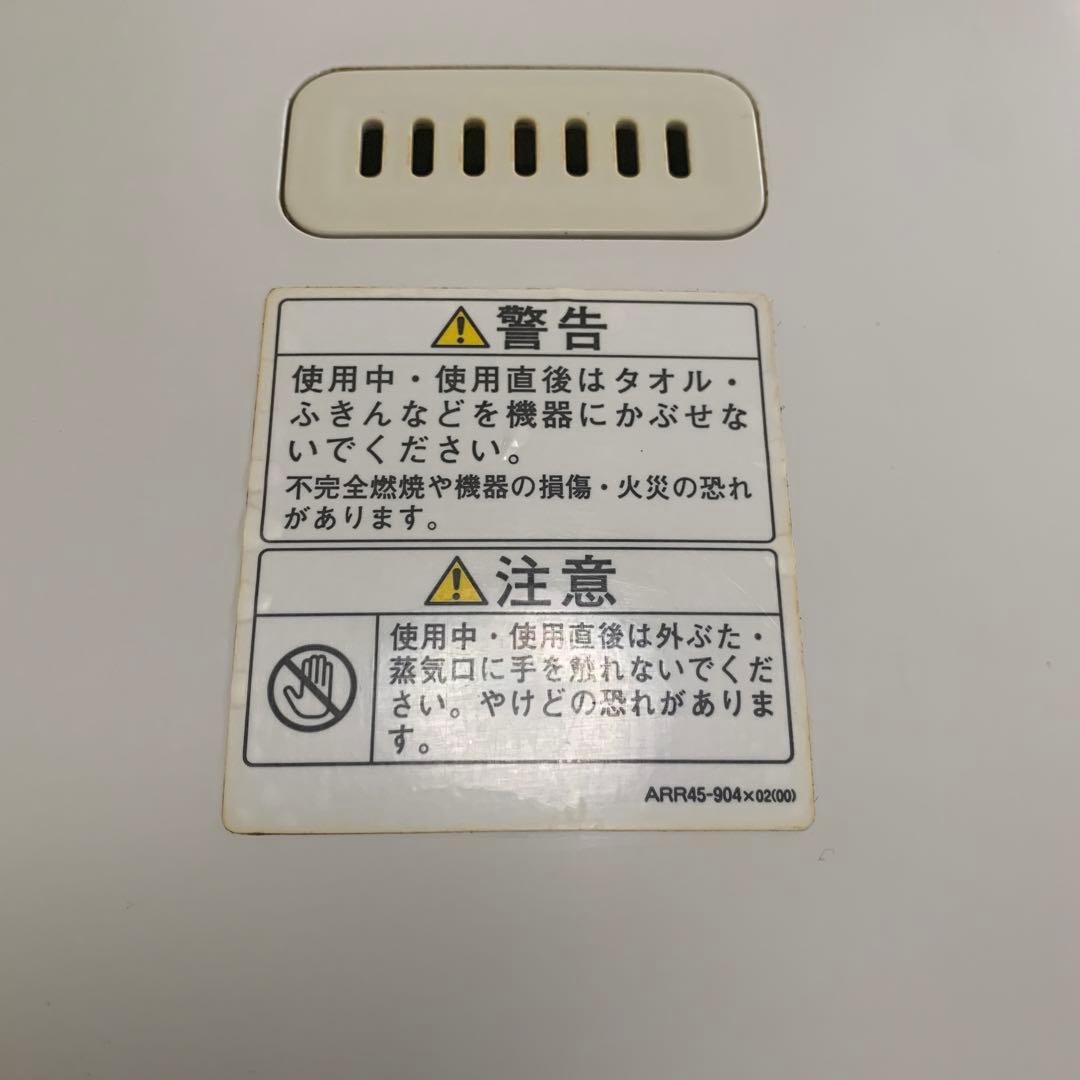 警告
使用中・使用直後はタオル・
ふきんなどを機器にかぶせな
いでください。
不完全燃焼や機器の損傷・火災の恐れ
があります。
注意
使用中・使用直後は外ぶた・
蒸気口に手を触れないでくだ
さい。やけどの恐れがありま
す。
ARR45-904×02(00)